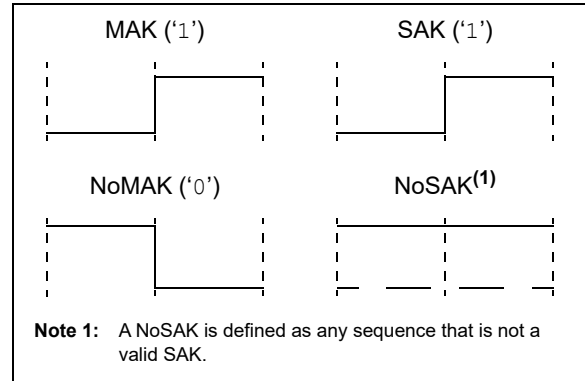 MAK (‘1’) SAK (‘1’)
NoMAK (‘0’) NoSAK(1)
Note 1: A NoSAK is defined as any sequence that is not a
valid SAK.